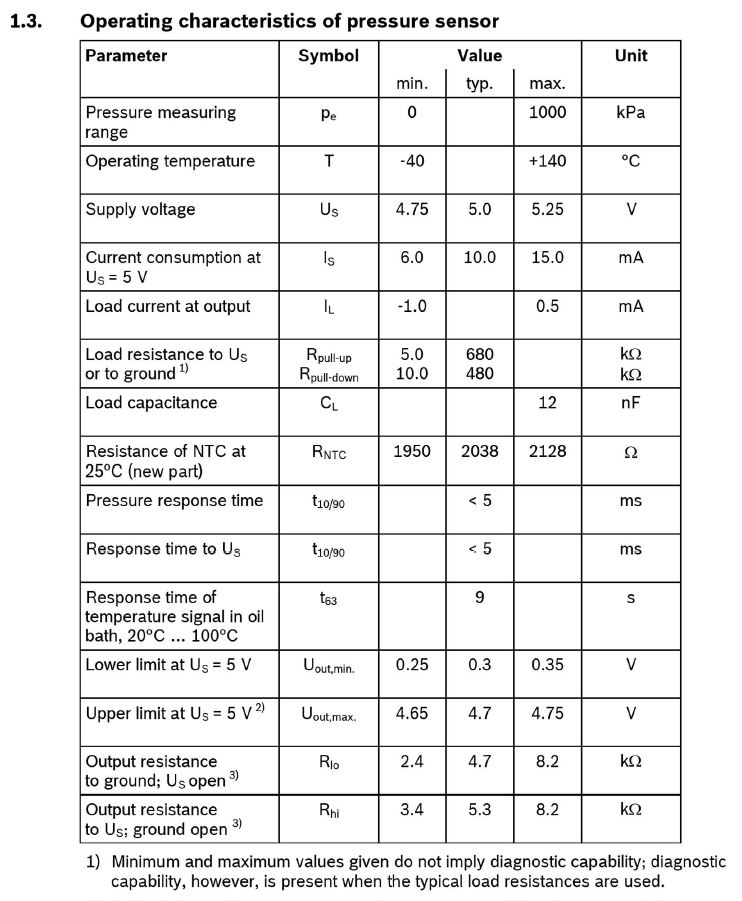 1.3. Operating characteristics of pressure sensor
Parameter Symbol Value Unit
min. typ. max.
Pressure measuring range pe 0 1000 kPa
Operating temperature T -40 +140 °C
Supply voltage US 4.75 5.0 5.25 V
Current consumption at US = 5 V IS 6.0 10.0 15.0 mA
Load current at output IL -1.0 0.5 mA
Load resistance to US Rpull-up 5.0 680 kΩ
or to ground 1) Rpull-down 10.0 480 kΩ
Load capacitance CL 12 nF
Resistance of NTC at 25°C (new part) RNTC 1950 2038 2128 Ω
Pressure response time t10/90 < 5 ms
Response time to US t10/90 < 5 ms
Response time of temperature signal in oil bath, 20°C ... 100°C t63 9 s
Lower limit at US = 5 V Uout,min. 0.25 0.3 0.35 V
Upper limit at US = 5 V 2) Uout,max. 4.65 4.7 4.75 V
Output resistance to ground; US open 3) Rlo 2.4 4.7 8.2 kΩ
Output resistance to US; ground open 3) Rhi 3.4 5.3 8.2 kΩ
1) Minimum and maximum values given do not imply diagnostic capability; diagnostic
capability, however, is present when the typical load resistances are used.